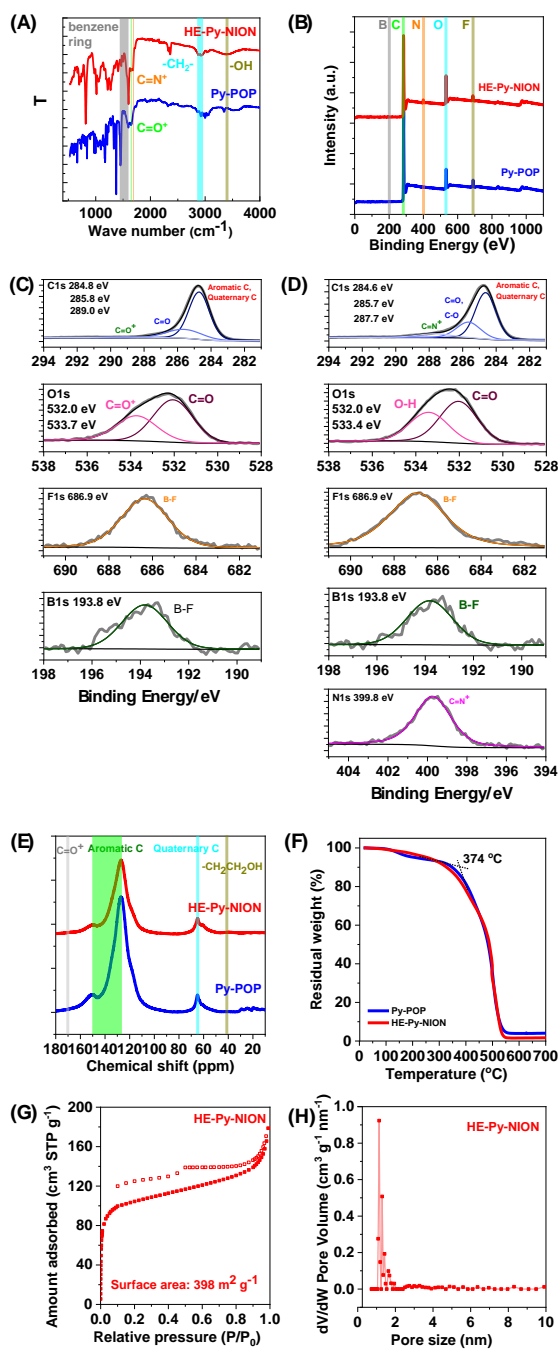 (A)
benzene
ring
HE-Py-NION
-CH2-
-OH
C=N⁺
Py-POP
C=O⁺
T
1000 2000 3000 4000
Wave number (cm⁻¹)
(B)
B C N O F
HE-Py-NION
Py-POP
Intensity (a.u.)
0 200 400 600 800 1000
Binding Energy (eV)
(C)
C1s 284.8 eV
285.8 eV
289.0 eV
Aromatic C,
Quaternary C
C=O
C=O⁺
294 292 290 288 286 284 282
O1s
532.0 eV
533.7 eV
C=O⁺
C=O
538 536 534 532 530 528
F1s 686.9 eV
B-F
690 688 686 684 682
B1s 193.8 eV
B-F
198 196 194 192 190
Binding Energy/eV
(D)
C1s 284.6 eV
285.7 eV
287.7 eV
Aromatic C,
Quaternary C
C=O,
C-O
C=N⁺
294 292 290 288 286 284 282
O1s
532.0 eV
533.4 eV
O-H
C=O
538 536 534 532 530 528
F1s 686.9 eV
B-F
690 688 686 684 682
B1s 193.8 eV
B-F
198 196 194 192 190
N1s 399.8 eV
C=N⁺
404 402 400 398 396 394
Binding Energy/eV
(E)
C=O⁺
Aromatic C
Quaternary C
-CH2CH2OH
HE-Py-NION
Py-POP
180 140 120 100 80 60 40 20
Chemical shift (ppm)
(F)
374 °C
Py-POP
HE-Py-NION
100
80
60
40
20
0
Residual weight (%)
0 100 200 300 400 500 600 700
Temperature (°C)
(G)
HE-Py-NION
200
160
120
80
40
0
Amount adsorbed (cm³ STP g⁻¹)
Surface area: 398 m² g⁻¹
0.0 0.2 0.4 0.6 0.8 1.0
Relative pressure (P/P0)
(H)
HE-Py-NION
1.0
0.8
0.6
0.4
0.2
0.0
dV/dW Pore Volume (cm³ g⁻¹ nm⁻¹)
0 2 4 6 8 10
Pore size (nm)